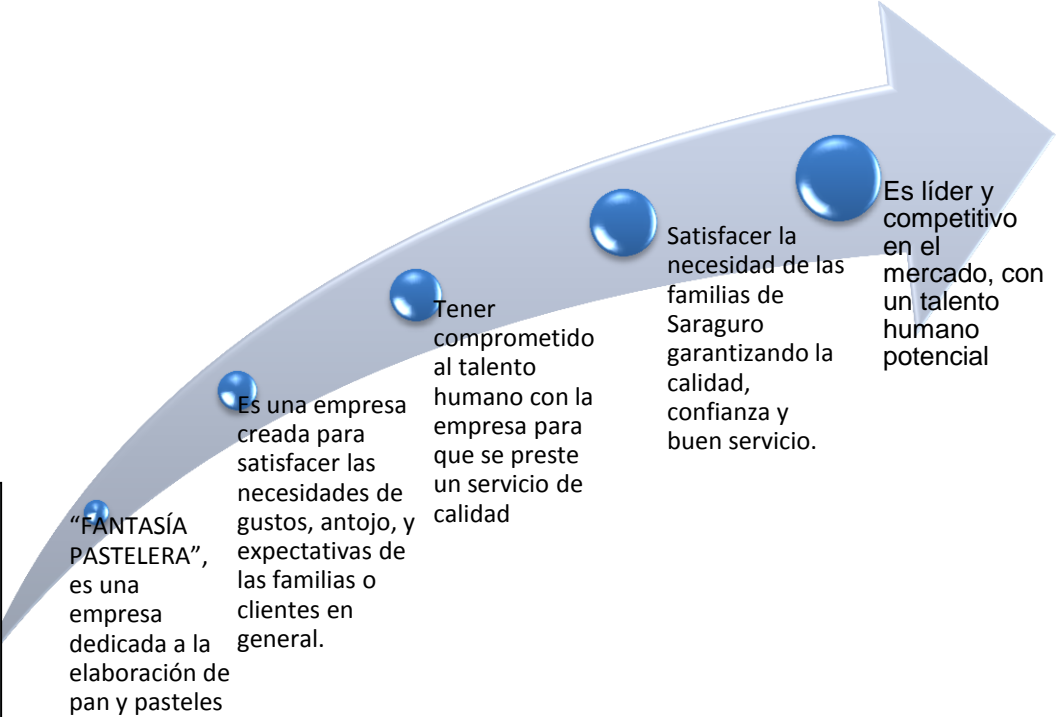 “FANTASÍA
PASTELERA”,
es una
empresa
dedicada a la
elaboración de
pan y pasteles
Es una empresa
creada para
satisfacer las
necesidades de
gustos, antojo, y
expectativas de
las familias o
clientes en
general.
Tener
comprometido
al talento
humano con la
empresa para
que se preste
un servicio de
calidad
Satisfacer la
necesidad de las
familias de
Saraguro
garantizando la
calidad,
confianza y
buen servicio.
Es líder y
competitivo
en el
mercado, con
un talento
humano
potencial